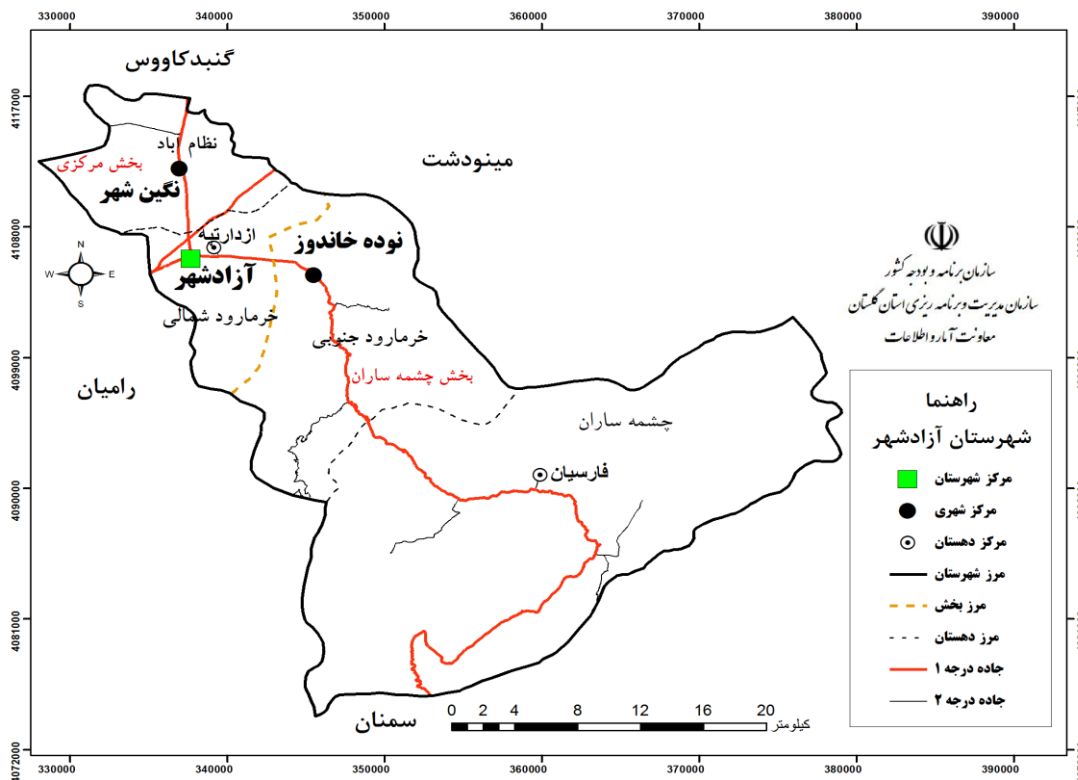 330000 340000 350000 360000 370000 380000 390000
گنبدکاووس
4117000
نظام آباد
مینودشت
بخش مرکزی
نگین شهر
4108000
ازدارتپه
نوده خاندوز
N
W E
S
آزادشهر
خرمارود شمالی
خرمارود جنوبی
4099000
رامیان
بخش چشمه ساران
چشمه ساران
فارسیان
4090000
4081000
سمنان
0 2 4 8 12 16 20
کیلومتر
4072000
330000 340000 350000 360000 370000 380000 390000
سازمان برنامه و بودجه کشور
سازمان مدیریت و برنامه ریزی استان گلستان
معاونت آمار و اطلاعات
راهنما
شهرستان آزادشهر
مرکز شهرستان
مرکز شهری
مرکز دهستان
مرز شهرستان
مرز بخش
مرز دهستان
جاده درجه ۱
جاده درجه ۲